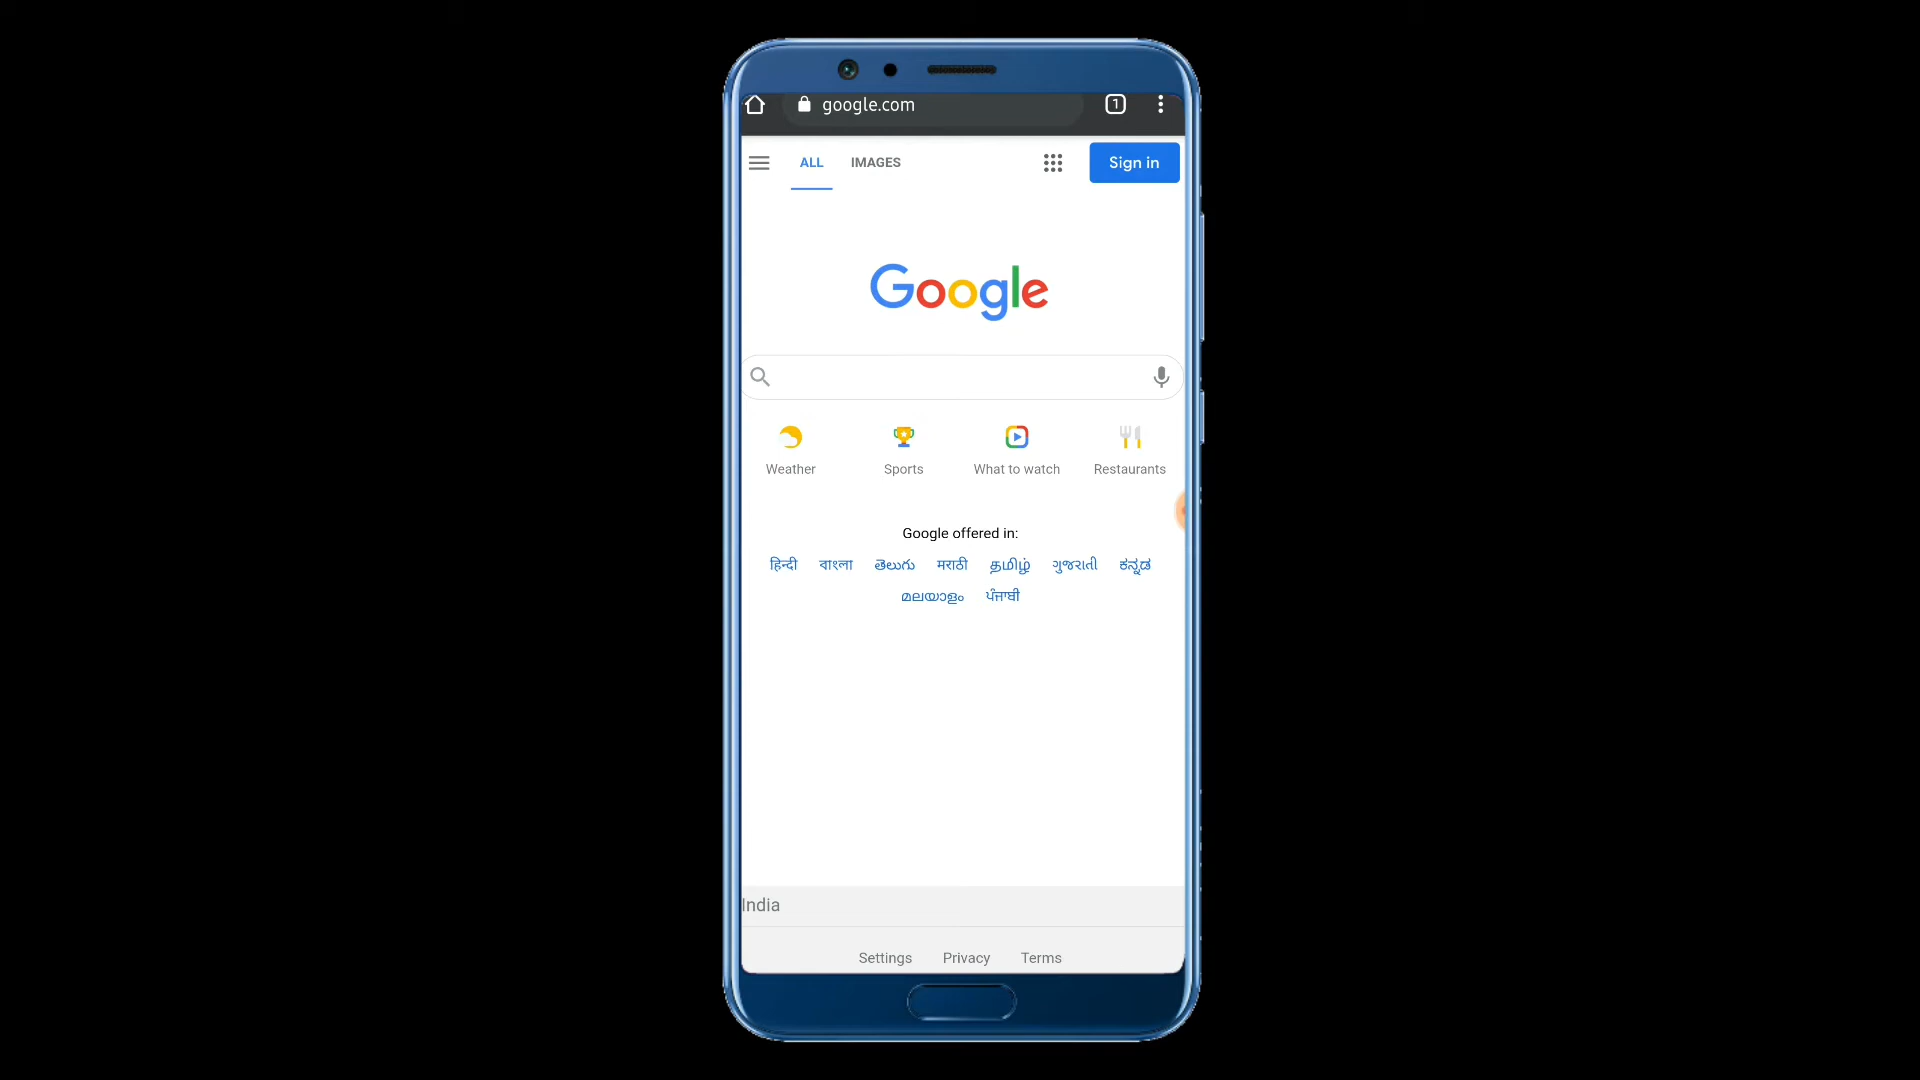 google.com 1
ALL IMAGES Sign in
Google
Weather Sports What to watch Restaurants
Google offered in:
हिन्दी বাংলা తెలుగు मराठी தமிழ் ગુજરાતી ಕನ್ನಡ
മലയാളം ਪੰਜਾਬੀ
India
Settings Privacy Terms